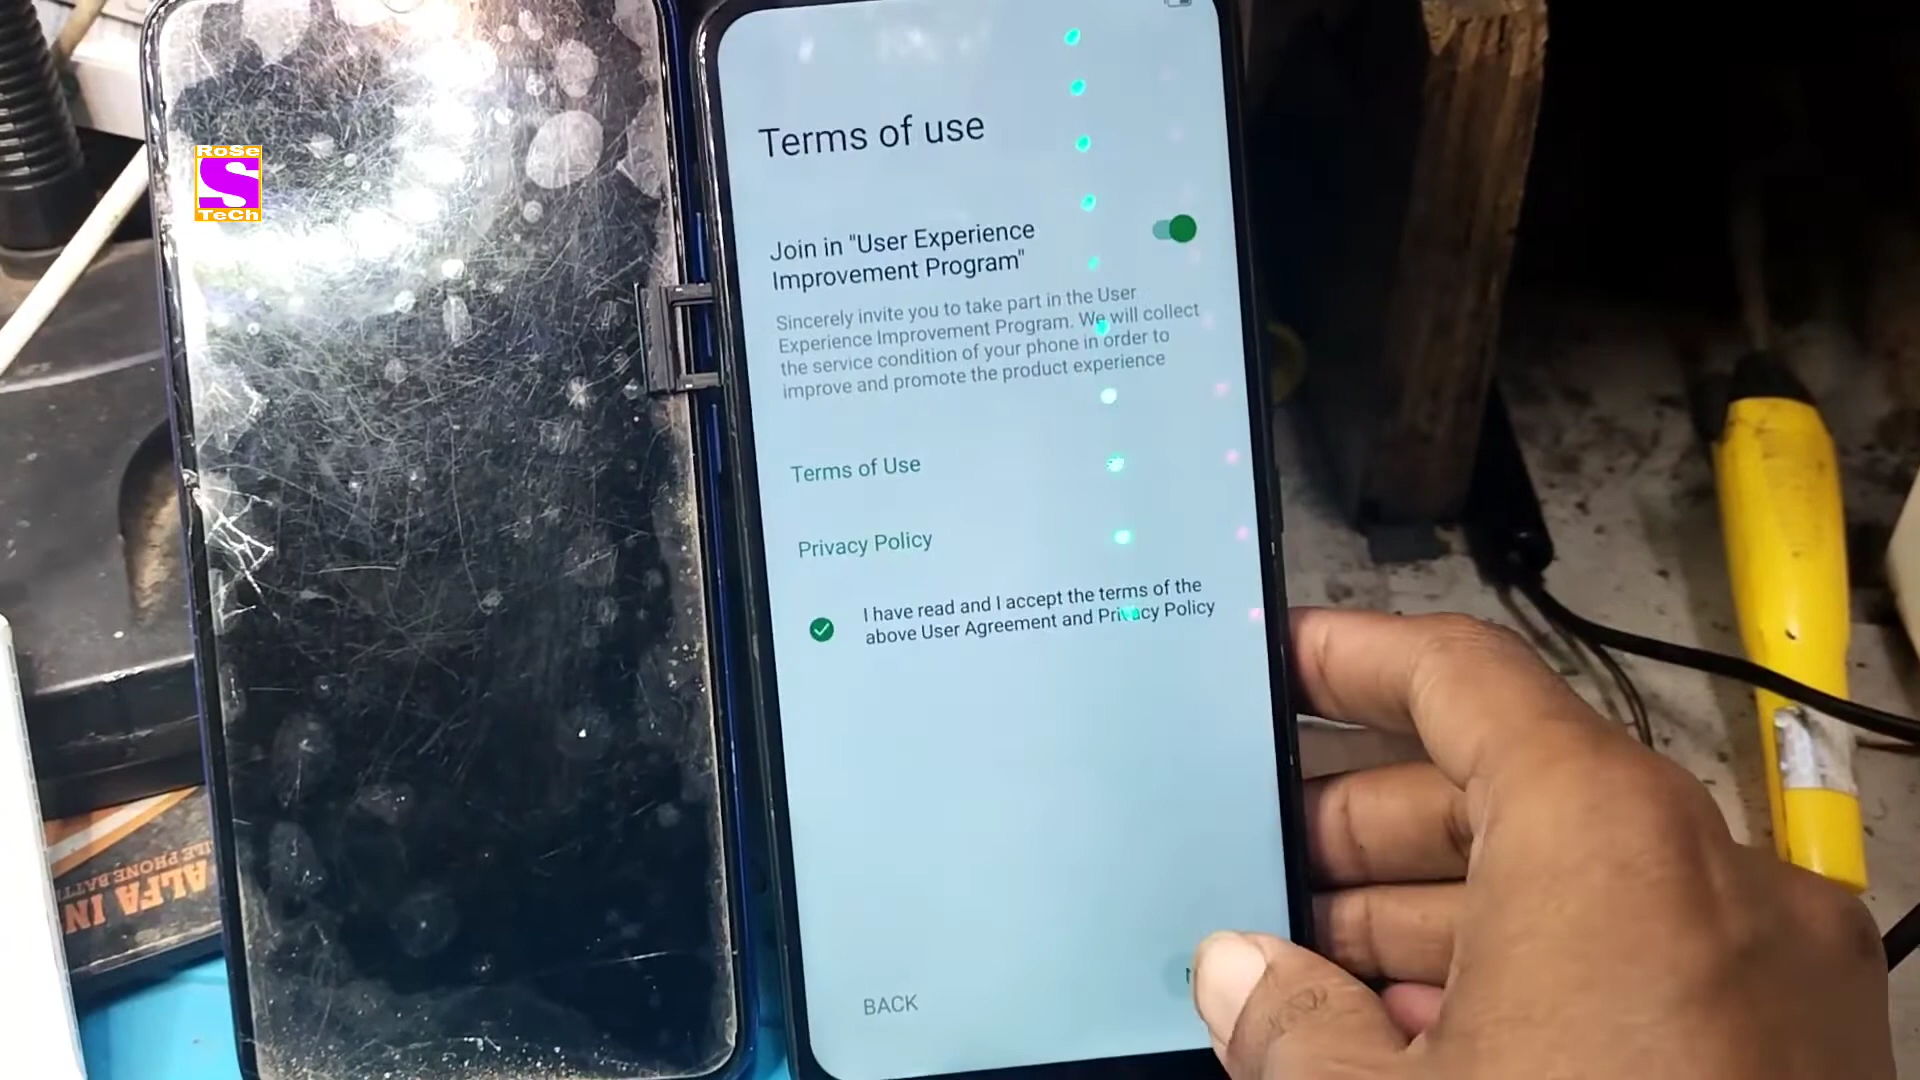 RoSe
S
TeCh
Terms of use
Join in "User Experience
Improvement Program"
Sincerely invite you to take part in the User
Experience Improvement Program. We will collect
the service condition of your phone in order to
improve and promote the product experience
Terms of Use
Privacy Policy
I have read and I accept the terms of the
above User Agreement and Privacy Policy
BACK
ALFA IN
PHONE BATT